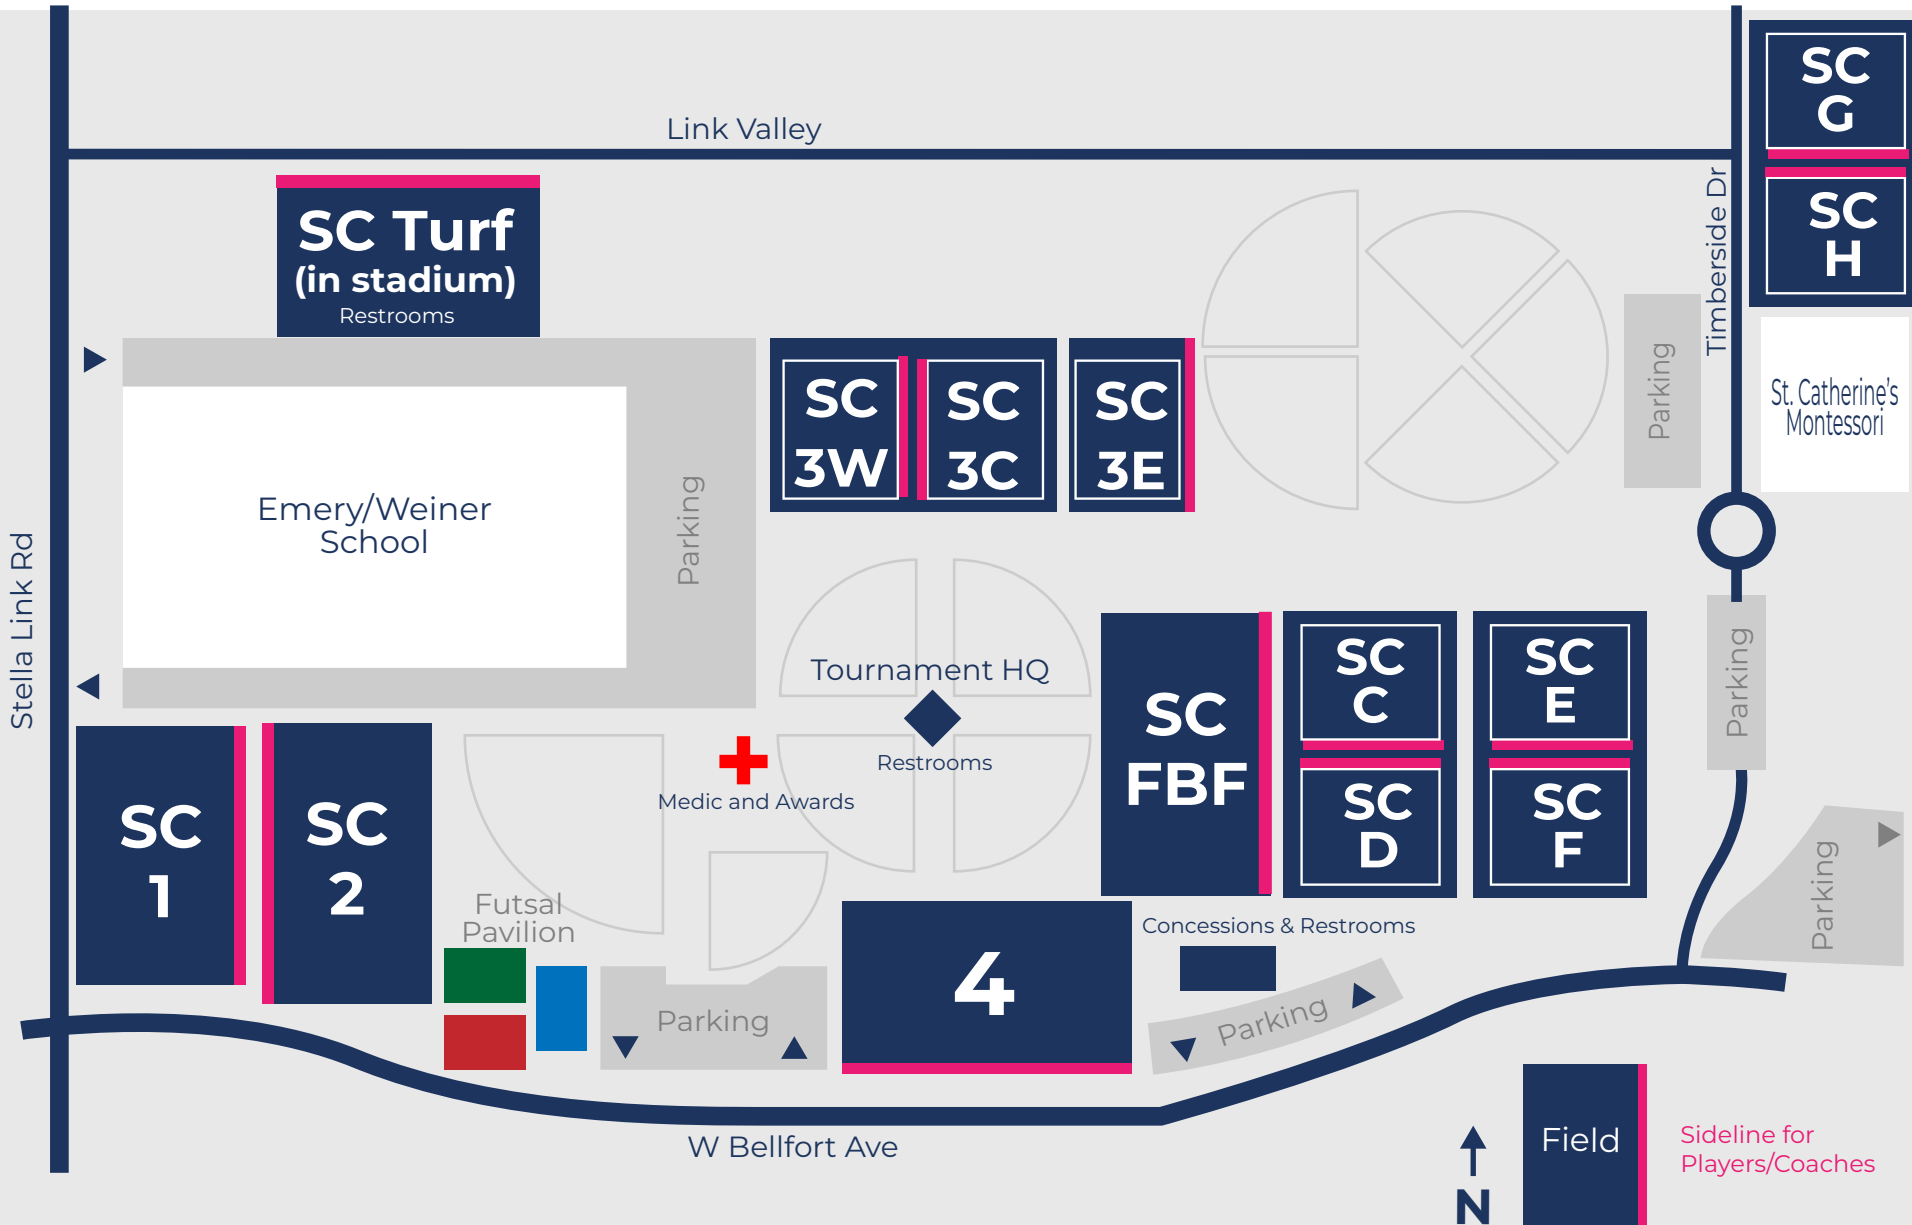 SC
G
Link Valley
SC
H
Timberside Dr
SC Turf
(in stadium)
Restrooms
SC
3W
SC
3C
SC
3E
Parking
St. Catherine's
Montessori
Emery/Weiner
School
Parking
Stella Link Rd
Tournament HQ
Restrooms
Medic and Awards
SC
FBF
SC
C
SC
D
SC
E
SC
F
Parking
SC
1
SC
2
Futsal
Pavilion
Parking
4
Concessions & Restrooms
Parking
Parking
W Bellfort Ave
N
Field
Sideline for
Players/Coaches